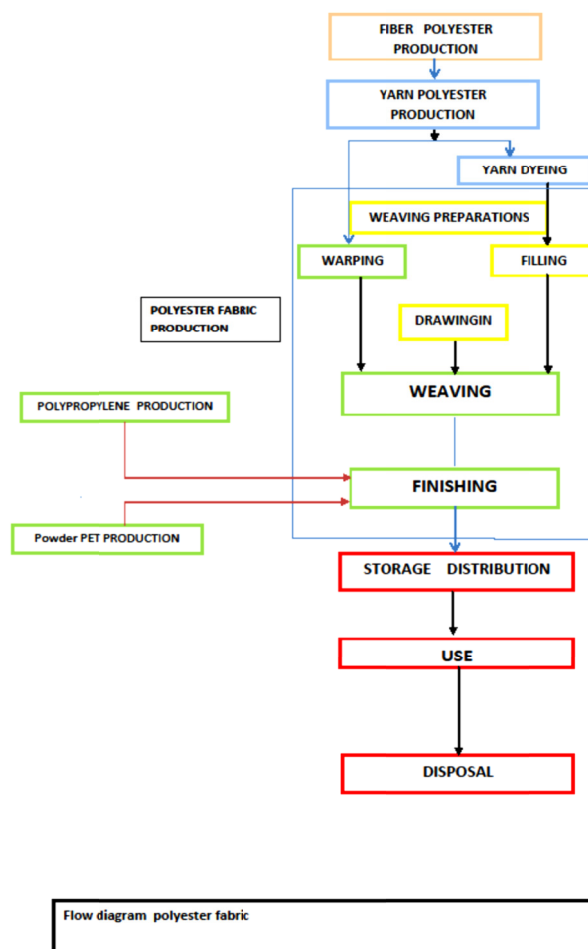 FIBER POLYESTER
PRODUCTION
YARN POLYESTER
PRODUCTION
YARN DYEING
WEAVING PREPARATIONS
WARPING
FILLING
POLYESTER FABRIC
PRODUCTION
DRAWINGIN
WEAVING
POLYPROPYLENE PRODUCTION
FINISHING
Powder PET PRODUCTION
STORAGE DISTRIBUTION
USE
DISPOSAL
Flow diagram polyester fabric